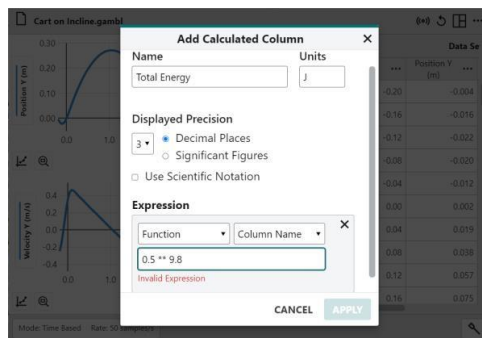 Cart on Incline.gambl
Add Calculated Column
Name
Units
Total Energy
J
Displayed Precision
3
Decimal Places
Significant Figures
Use Scientific Notation
Expression
Function
Column Name
0.5 ** 9.8
Invalid Expression
CANCEL
APPLY
Position Y (m)
0.30
0.20
0.10
0.00
0.0
1.0
Velocity Y (m/s)
0.4
0.2
0.0
-0.2
-0.4
0.0
1.0
Mode: Time Based Rate: 50 samples/s
Data Se
Position Y
(m)
-0.20 -0.004
-0.16 -0.016
-0.12 -0.022
-0.08 -0.020
-0.04 -0.012
0.00 0.002
0.04 0.019
0.08 0.038
0.12 0.057
0.16 0.075